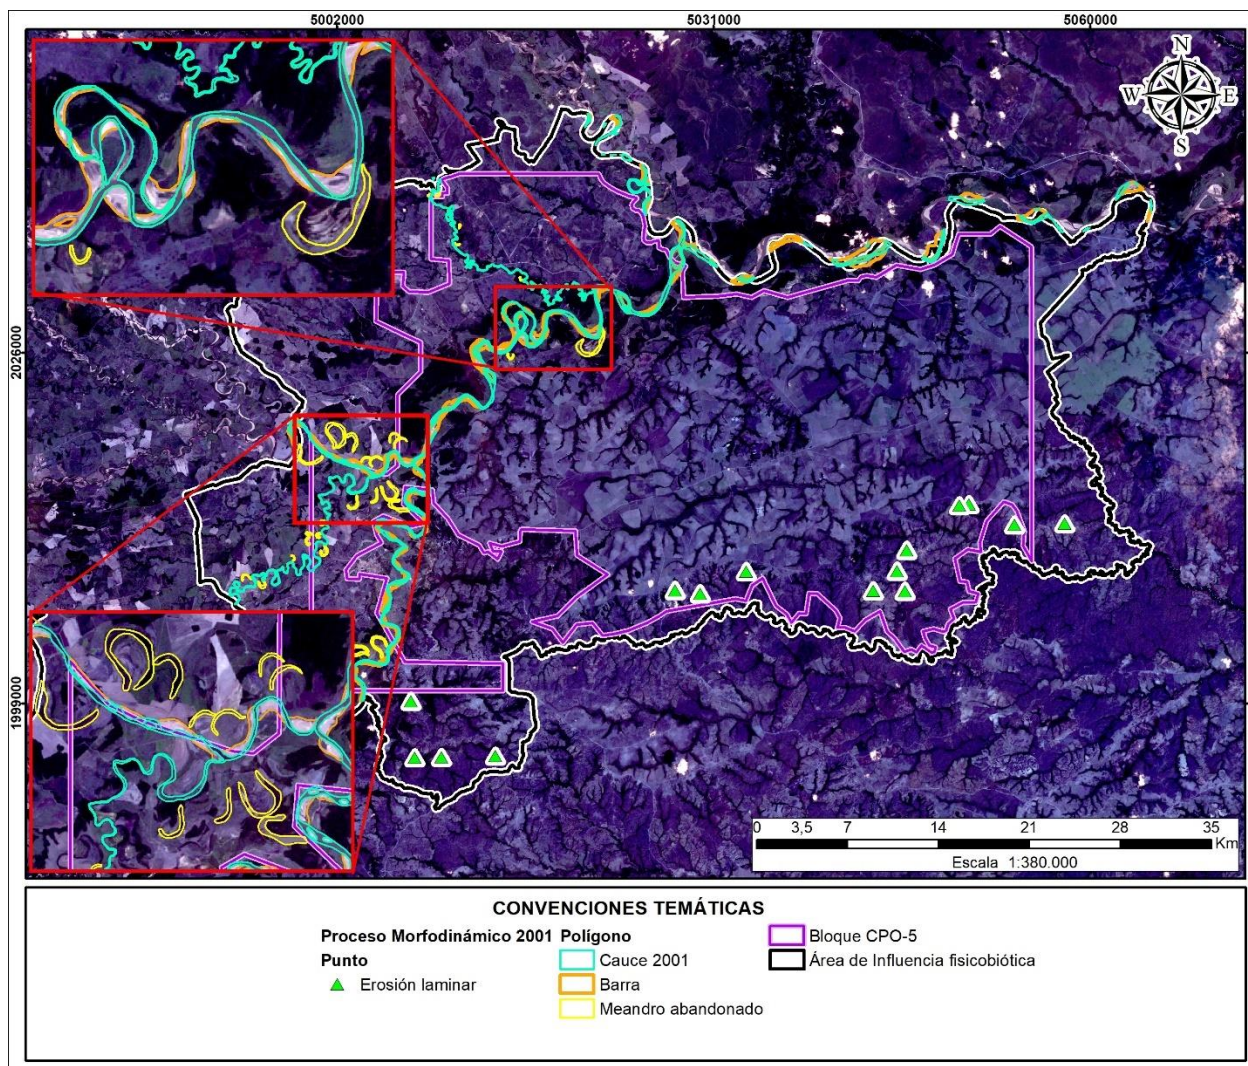 5002000 5031000 5060000
N
W E
S
2026000
1999000
0 3,5 7 14 21 28 35
Km
Escala 1:380.000
CONVENCIONES TEMÁTICAS
Proceso Morfodinámico 2001 Polígono
Punto
Erosión laminar
Cauce 2001
Barra
Meandro abandonado
Bloque CPO-5
Área de Influencia fisicobiótica